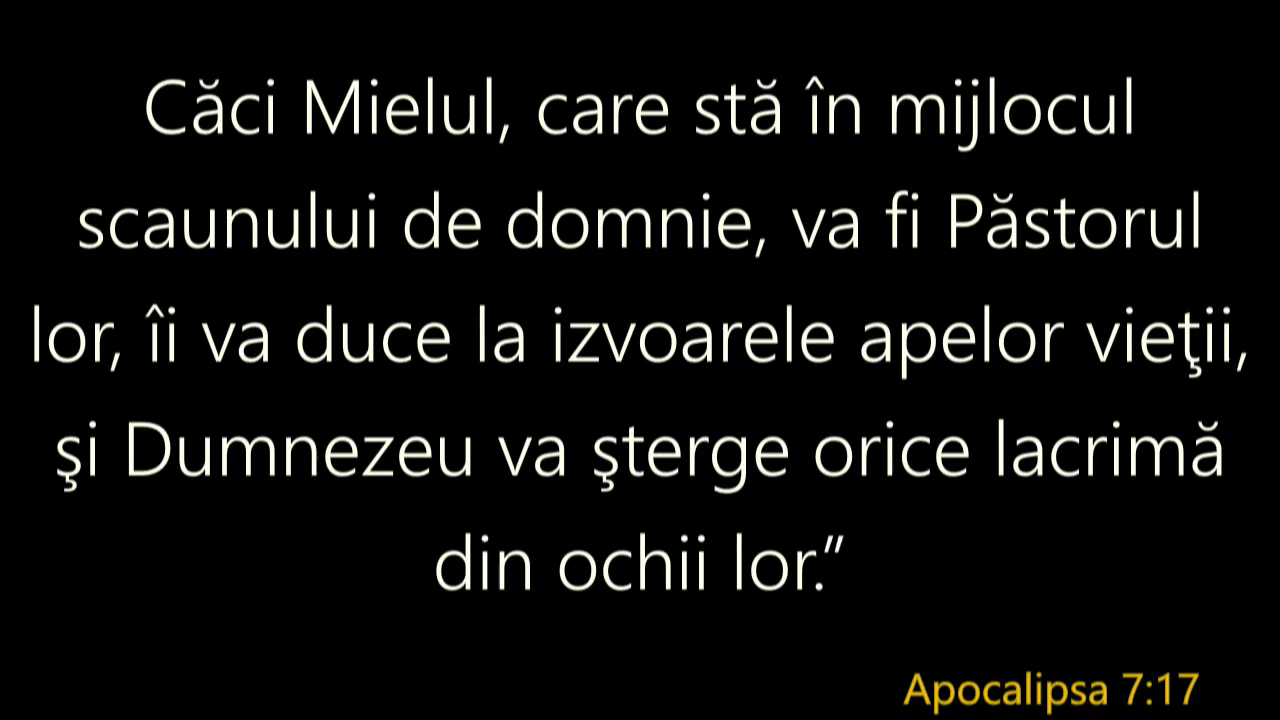 Căci Mielul, care stă în mijlocul
scaunului de domnie, va fi Păstorul
lor, îi va duce la izvoarele apelor vieţii,
şi Dumnezeu va şterge orice lacrimă
din ochii lor.”
Apocalipsa 7:17